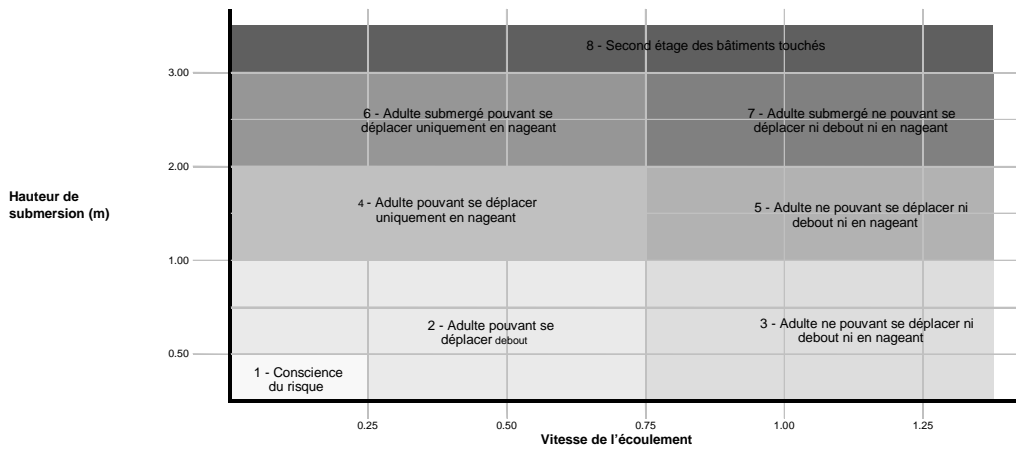 8 - Second étage des bâtiments touchés
3.00
6 - Adulte submergé pouvant se
déplacer uniquement en nageant
7 - Adulte submergé ne pouvant se
déplacer ni debout ni en nageant
2.00
Hauteur de
submersion (m)
4 - Adulte pouvant se déplacer
uniquement en nageant
5 - Adulte ne pouvant se déplacer ni
debout ni en nageant
1.00
2 - Adulte pouvant se
déplacer debout
3 - Adulte ne pouvant se déplacer ni
debout ni en nageant
0.50
1 - Conscience
du risque
0.25
0.50
0.75
1.00
1.25
Vitesse de l'écoulement